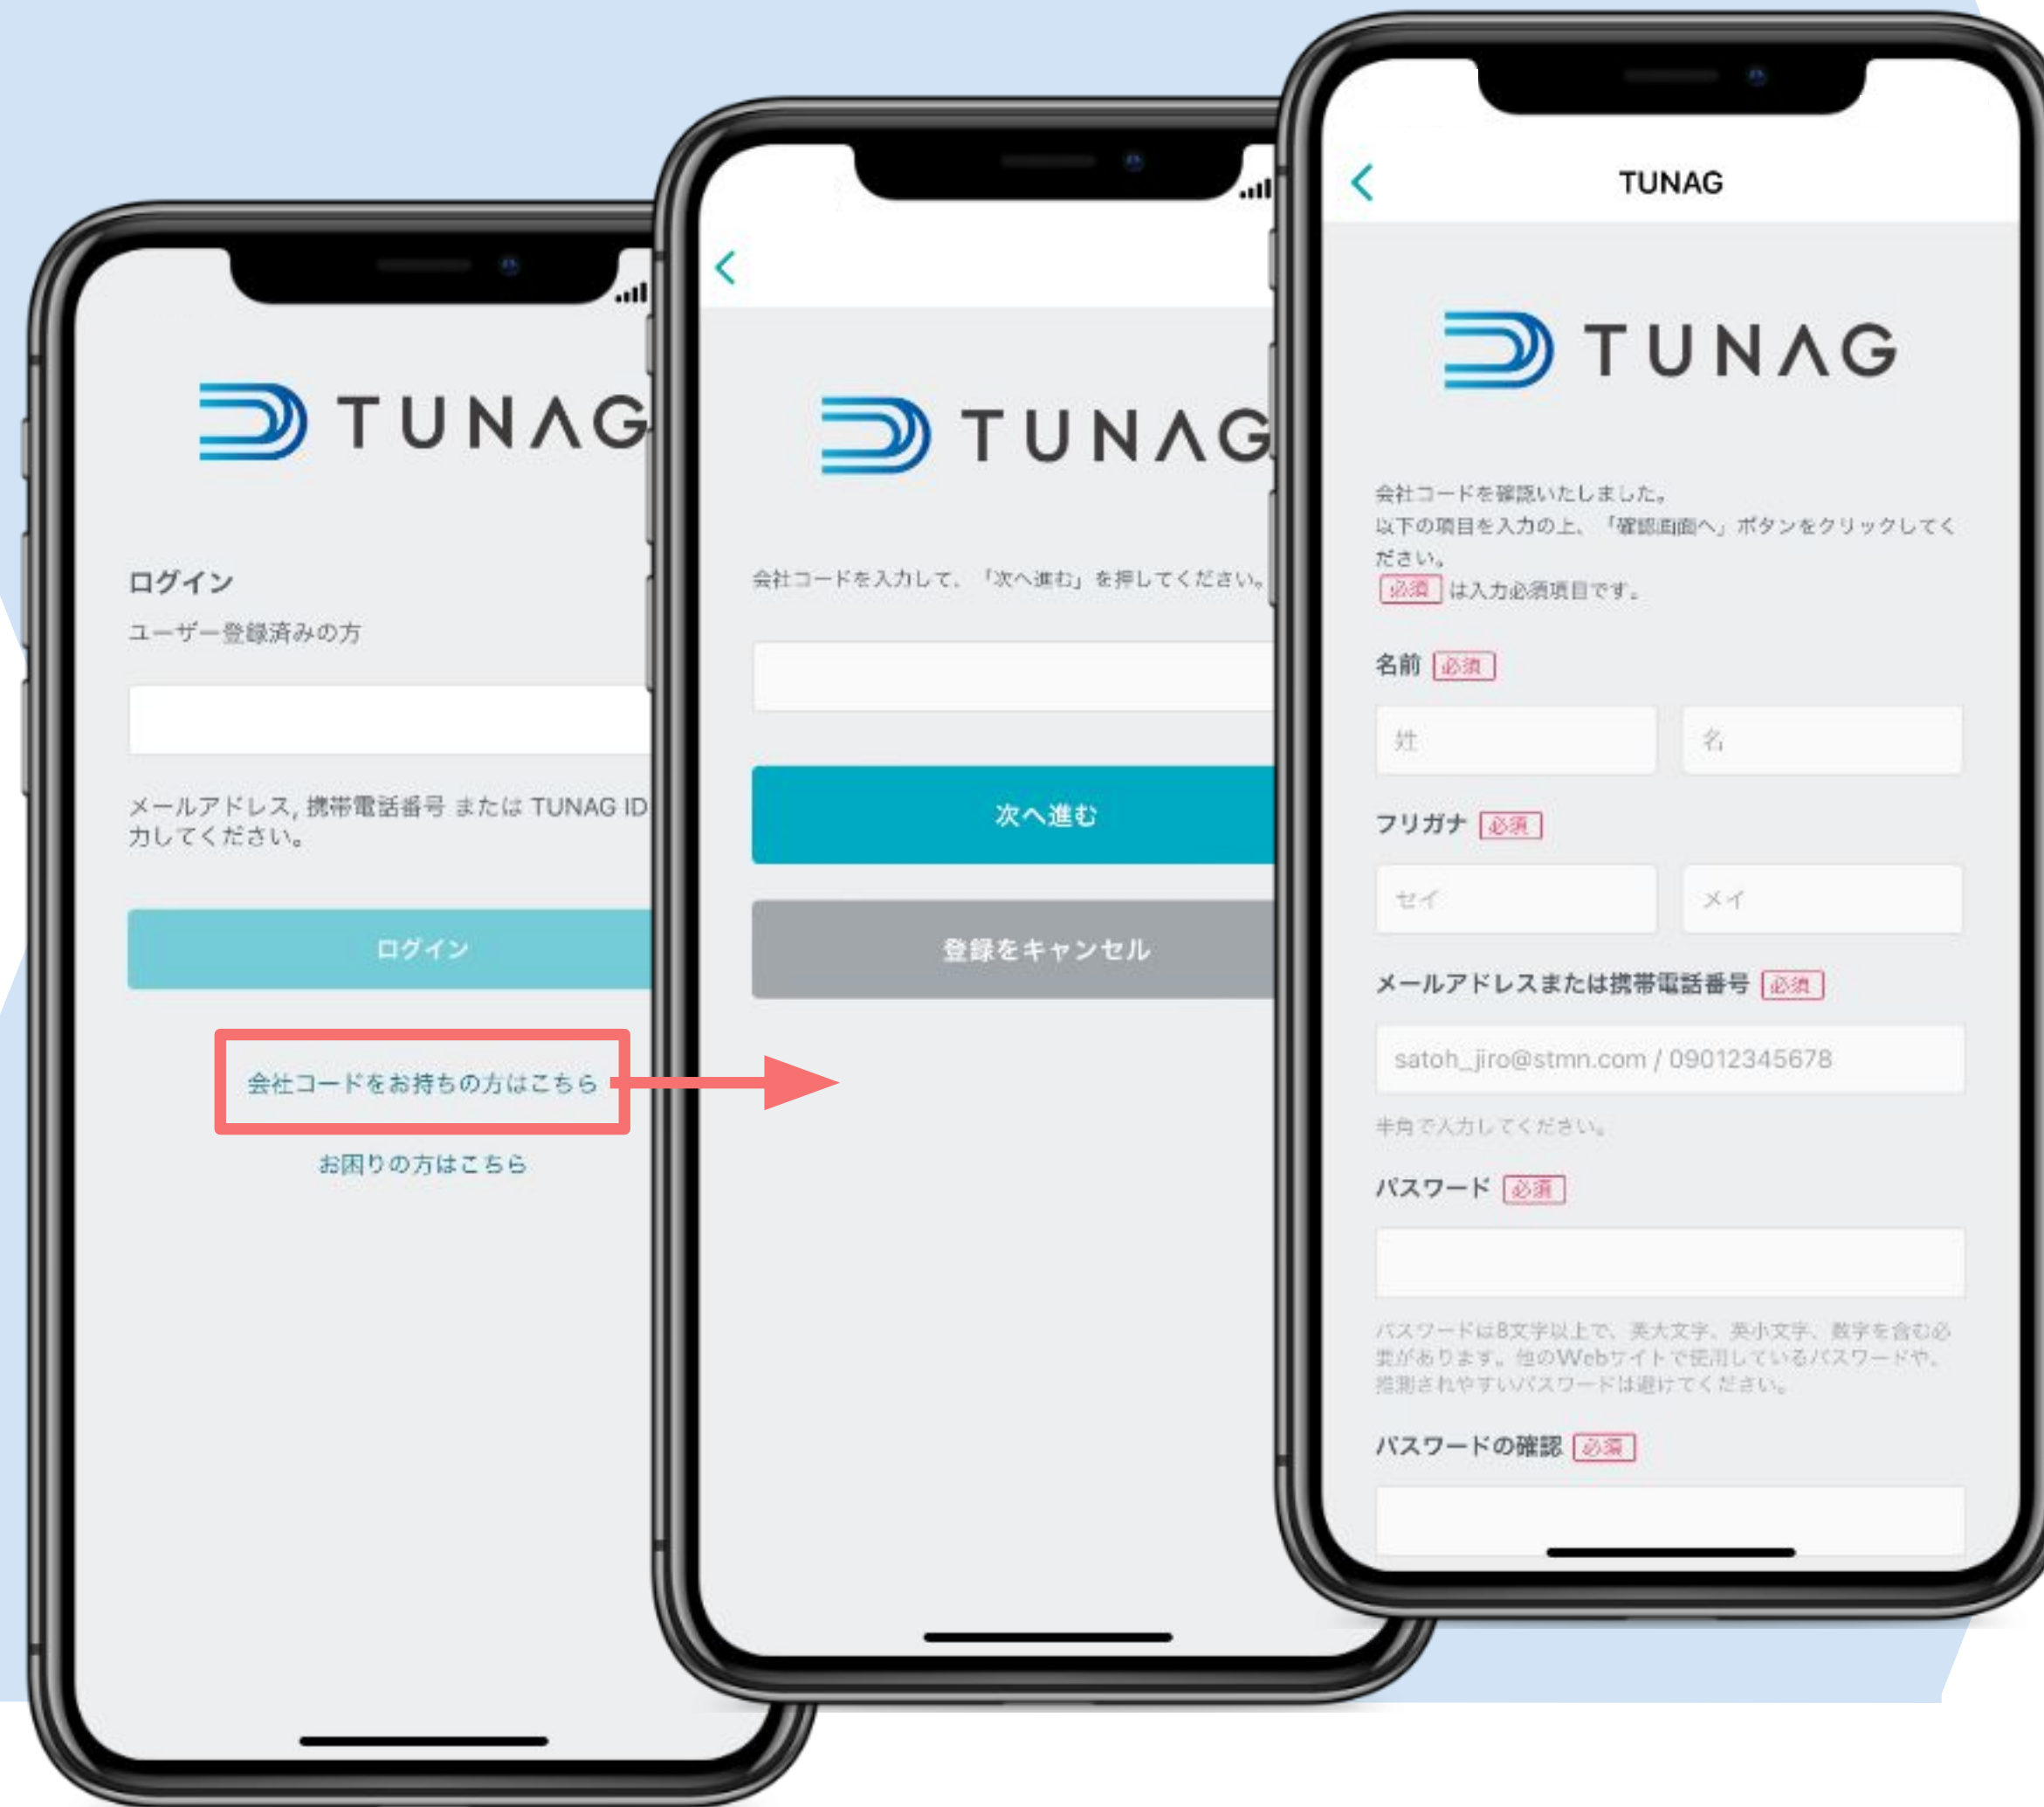 TUNAG
ログイン
ユーザー登録済みの方
メールアドレス, 携帯電話番号 または TUNAG ID
力してください。
ログイン
会社コードをお持ちの方はこちら
お困りの方はこちら
TUNAG
会社コードを入力して、「次へ進む」を押してください。
次へ進む
登録をキャンセル
TUNAG
TUNAG
会社コードを確認いたしました。
以下の項目を入力の上、「確認画面へ」ボタンをクリックしてく
ださい。
必須 は入力必須項目です。
名前 必須
姓 名
フリガナ 必須
セイ メイ
メールアドレスまたは携帯電話番号 必須
satoh_jiro@stmn.com / 09012345678
半角で入力してください。
パスワード 必須
パスワードは8文字以上で、英大文字、英小文字、数字を含む必
要があります。他のWebサイトで使用しているパスワードや、
推測されやすいパスワードは避けてください。
パスワードの確認 必須